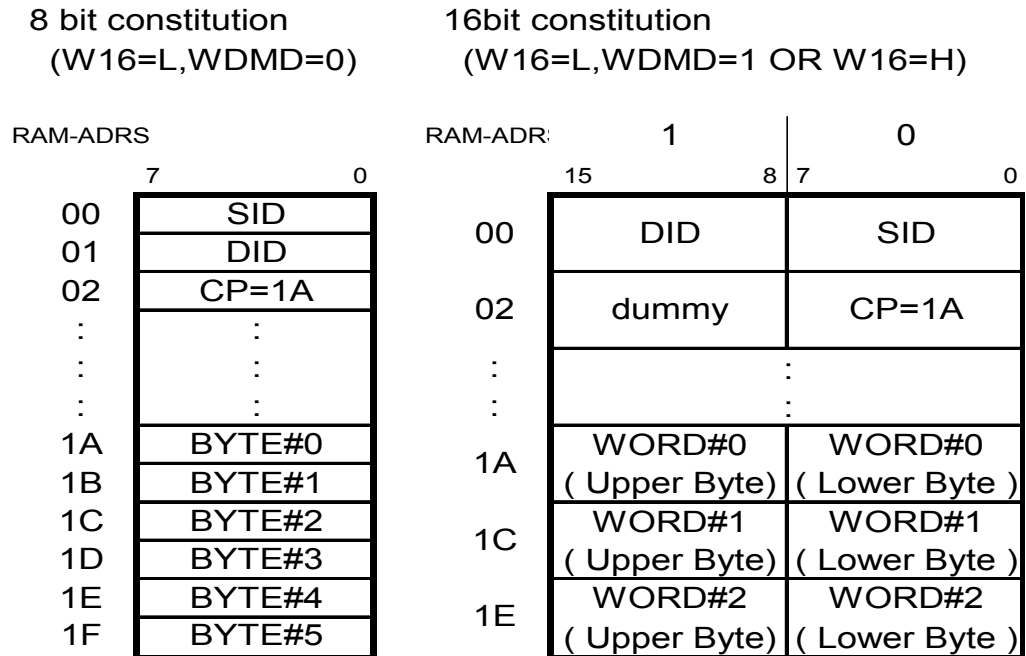 8 bit constitution
(W16=L,WDMD=0)
RAM-ADRS
7 0
00 SID
01 DID
02 CP=1A
: :
: :
: :
1A BYTE#0
1B BYTE#1
1C BYTE#2
1D BYTE#3
1E BYTE#4
1F BYTE#5
16bit constitution
(W16=L,WDMD=1 OR W16=H)
RAM-ADR 1 0
15 8 7 0
00 DID SID
02 dummy CP=1A
: :
: :
1A WORD#0 WORD#0
( Upper Byte) ( Lower Byte )
1C WORD#1 WORD#1
( Upper Byte) ( Lower Byte )
1E WORD#2 WORD#2
( Upper Byte) ( Lower Byte )